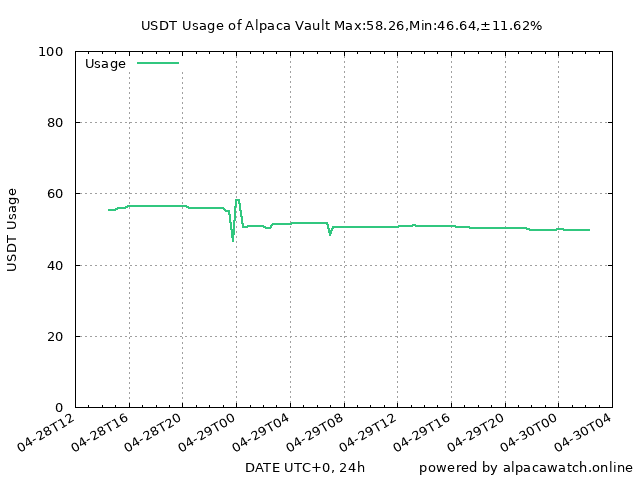 USDT Usage of Alpaca Vault Max:58.26,Min:46.64,±11.62%
100
Usage
80
60
40
20
0
USDT Usage
04-28T12
04-28T16
04-28T20
04-29T00
04-29T04
04-29T08
04-29T12
04-29T16
04-29T20
04-30T00
04-30T04
DATE UTC+0, 24h
powered by alpacawatch.online